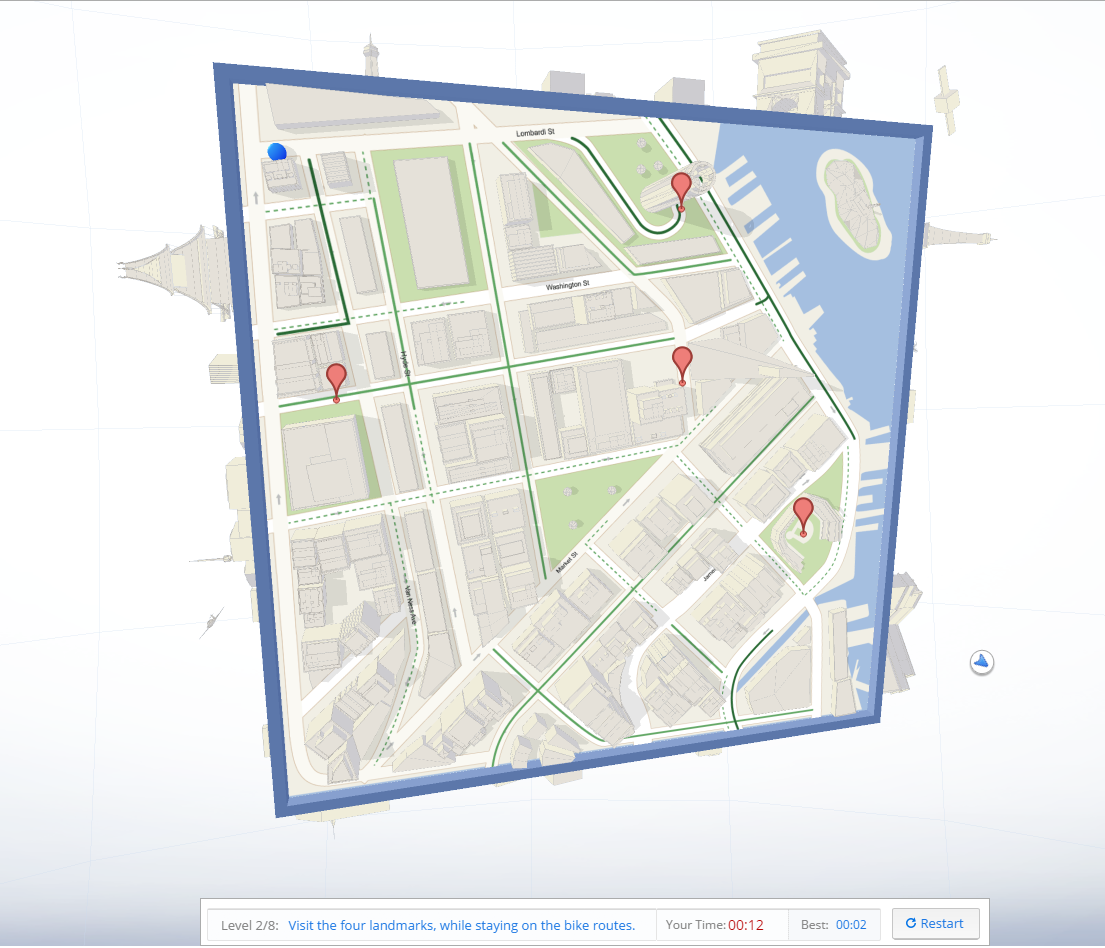 Lombardi St
Washington St
Hyde St
Market St
James
Van Ness Ave
Level 2/8: Visit the four landmarks, while staying on the bike routes. Your Time: 00:12 Best: 00:02 Restart